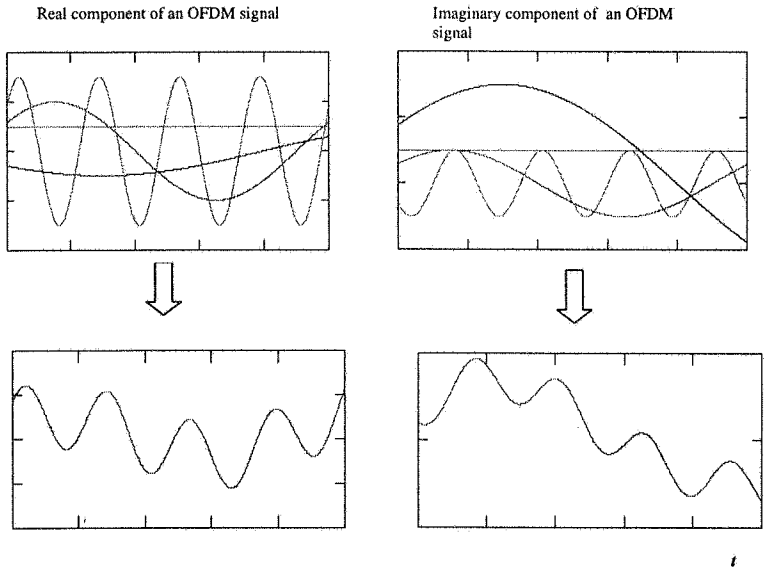 Real component of an OFDM signal
Imaginary component of an OFDM
signal
t